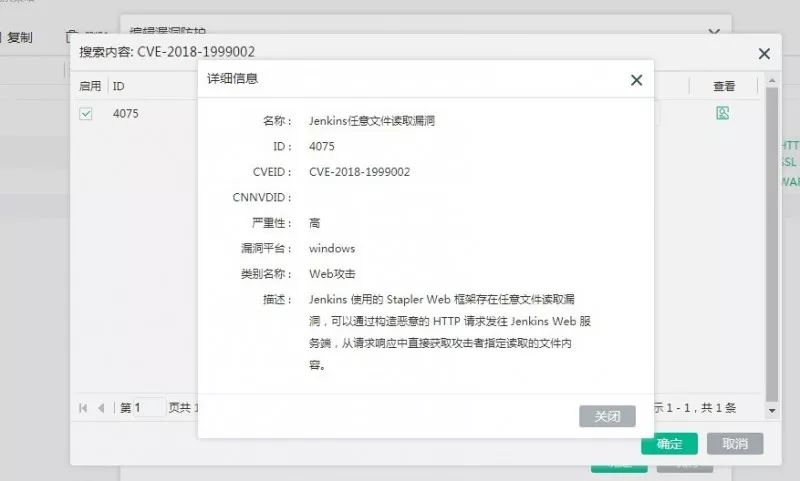 复制
编辑漏洞防护
搜索内容: CVE-2018-1999002
启用 ID 查看
4075
详细信息
名称： Jenkins任意文件读取漏洞
ID： 4075
CVEID： CVE-2018-1999002
CNNVDID：
严重性： 高
漏洞平台： windows
类别名称： Web攻击
描述： Jenkins 使用的 Stapler Web 框架存在任意文件读取漏
洞，可以通过构造恶意的 HTTP 请求发往 Jenkins Web 服
务端，从请求响应中直接获取攻击者指定读取的文件内
容。
关闭
第 1 页共 1
示 1 - 1，共 1 条
确定 取消
SSL